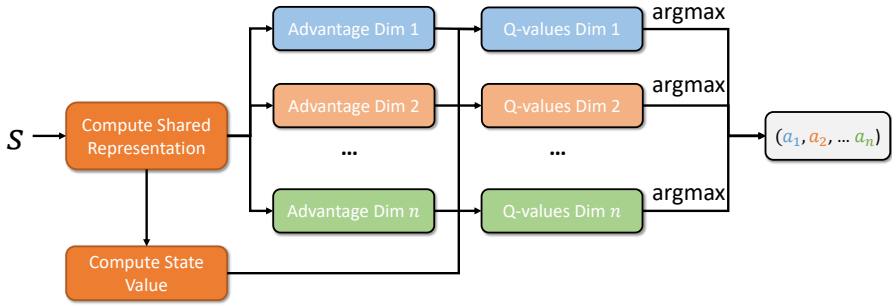 S
Compute Shared
Representation
Compute State
Value
Advantage Dim 1
Advantage Dim 2
...
Advantage Dim n
Q-values Dim 1
Q-values Dim 2
...
Q-values Dim n
argmax
argmax
argmax
(a₁, a₂, ... aₙ)